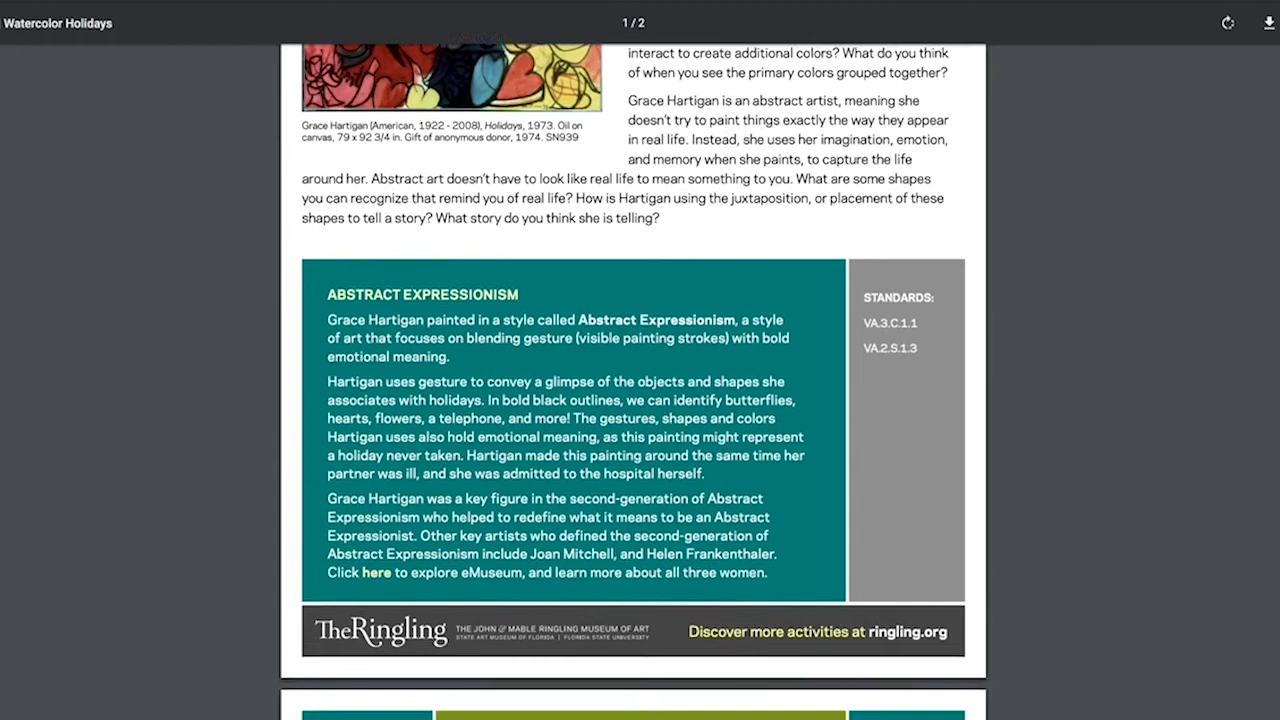 Watercolor Holidays
1 / 2
interact to create additional colors? What do you think
of when you see the primary colors grouped together?
Grace Hartigan (American, 1922 - 2008), Holidays, 1973. Oil on
canvas, 79 x 92 3/4 in. Gift of anonymous donor, 1974. SN939
Grace Hartigan is an abstract artist, meaning she
doesn't try to paint things exactly the way they appear
in real life. Instead, she uses her imagination, emotion,
and memory when she paints, to capture the life
around her. Abstract art doesn't have to look like real life to mean something to you. What are some shapes
you can recognize that remind you of real life? How is Hartigan using the juxtaposition, or placement of these
shapes to tell a story? What story do you think she is telling?
ABSTRACT EXPRESSIONISM
Grace Hartigan painted in a style called Abstract Expressionism, a style
of art that focuses on blending gesture (visible painting strokes) with bold
emotional meaning.
Hartigan uses gesture to convey a glimpse of the objects and shapes she
associates with holidays. In bold black outlines, we can identify butterflies,
hearts, flowers, a telephone, and more! The gestures, shapes and colors
Hartigan uses also hold emotional meaning, as this painting might represent
a holiday never taken. Hartigan made this painting around the same time her
partner was ill, and she was admitted to the hospital herself.
Grace Hartigan was a key figure in the second-generation of Abstract
Expressionism who helped to redefine what it means to be an Abstract
Expressionist. Other key artists who defined the second-generation of
Abstract Expressionism include Joan Mitchell, and Helen Frankenthaler.
Click here to explore eMuseum, and learn more about all three women.
STANDARDS:
VA.3.C.1.1
VA.2.S.1.3
TheRingling
THE JOHN & MABLE RINGLING MUSEUM OF ART
STATE ART MUSEUM OF FLORIDA | FLORIDA STATE UNIVERSITY
Discover more activities at ringling.org